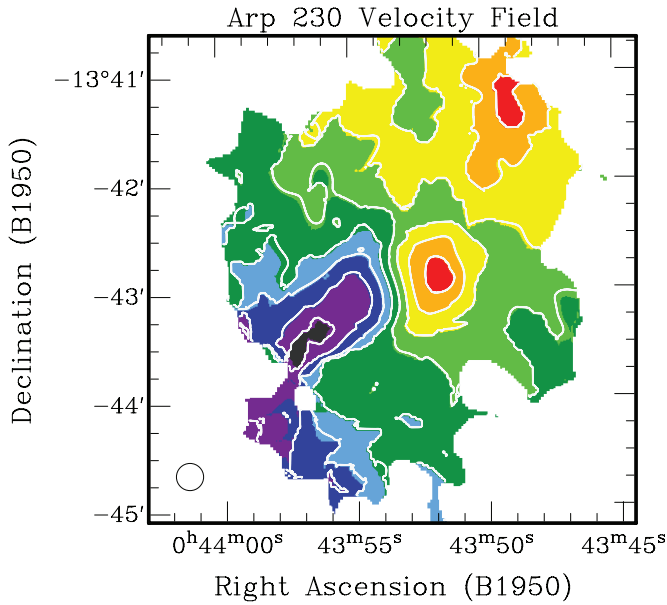 Arp 230 Velocity Field
Declination (B1950)
−13°41′
−42′
−43′
−44′
−45′
0ʰ44ᵐ00ˢ 43ᵐ55ˢ 43ᵐ50ˢ 43ᵐ45ˢ
Right Ascension (B1950)